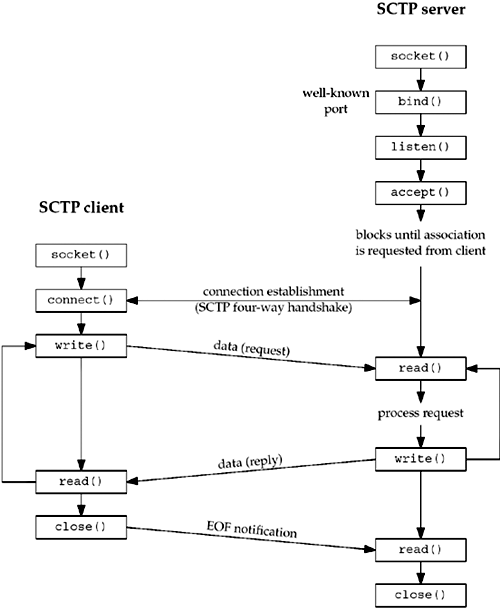 SCTP server
socket()
well-known
port
bind()
listen()
accept()
blocks until association
is requested from client
SCTP client
socket()
connect()
connection establishment
(SCTP four-way handshake)
write()
data (request)
read()
process request
write()
data (reply)
read()
close()
EOF notification
read()
close()